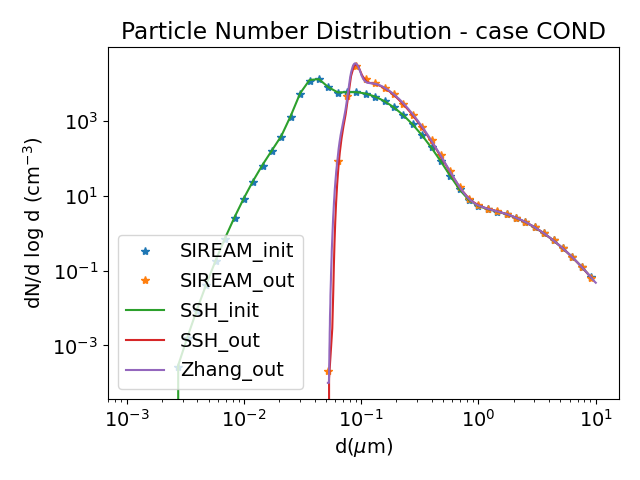 Particle Number Distribution - case COND
dN/d log d (cm⁻³)
10³
10¹
10⁻¹
10⁻³
SIREAM_init
SIREAM_out
SSH_init
SSH_out
Zhang_out
10⁻³ 10⁻² 10⁻¹ 10⁰ 10¹
d(μm)